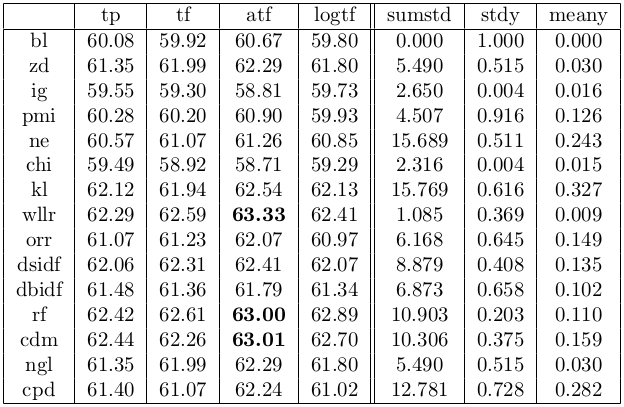 tp tf atf logtf sumstd stdy meany
bl 60.08 59.92 60.67 59.80 0.000 1.000 0.000
zd 61.35 61.99 62.29 61.80 5.490 0.515 0.030
ig 59.55 59.30 58.81 59.73 2.650 0.004 0.016
pmi 60.28 60.20 60.90 59.93 4.507 0.916 0.126
ne 60.57 61.07 61.26 60.85 15.689 0.511 0.243
chi 59.49 58.92 58.71 59.29 2.316 0.004 0.015
kl 62.12 61.94 62.54 62.13 15.769 0.616 0.327
wllr 62.29 62.59 63.33 62.41 1.085 0.369 0.009
orr 61.07 61.23 62.07 60.97 6.168 0.645 0.149
dsidf 62.06 62.31 62.41 62.07 8.879 0.408 0.135
dbidf 61.48 61.36 61.79 61.34 6.873 0.658 0.102
rf 62.42 62.61 63.00 62.89 10.903 0.203 0.110
cdm 62.44 62.26 63.01 62.70 10.306 0.375 0.159
ngl 61.35 61.99 62.29 61.80 5.490 0.515 0.030
cpd 61.40 61.07 62.24 61.02 12.781 0.728 0.282